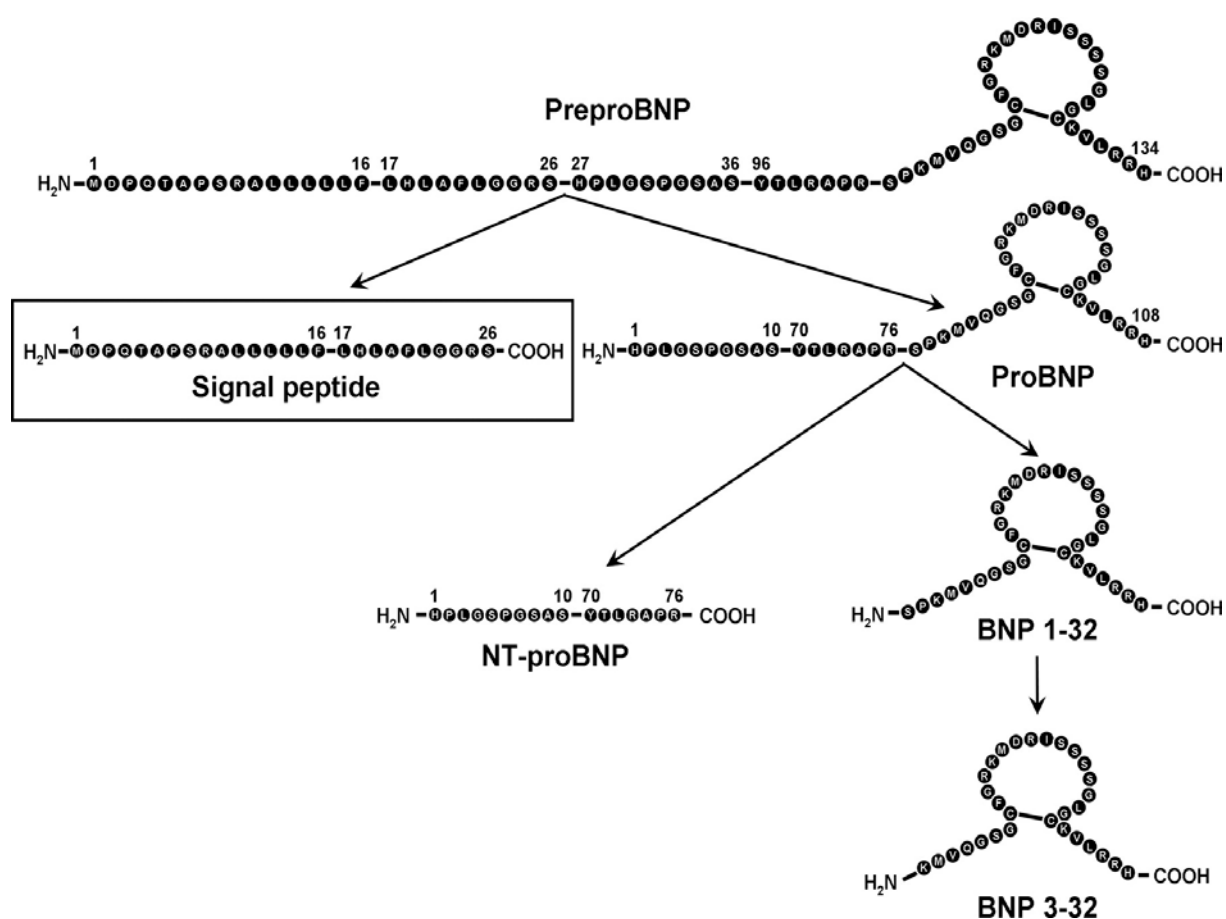 PreproBNP
1 16 17 26 27 36 96 134
H₂N-MDPQTAPSRALLLLLF-LHLAFLGGRS-HPLGSPGSAS-YTLRAPR-SPKMVQGSGCFGRKMDRISSSSGLGCKVLRRH-COOH
1 16 17 26
H₂N-MDPQTAPSRALLLLLF-LHLAFLGGRS-COOH
Signal peptide
1 10 70 76 108
H₂N-HPLGSPGSAS-YTLRAPR-SPKMVQGSGCFGRKMDRISSSSGLGCKVLRRH-COOH
ProBNP
1 10 70 76
H₂N-HPLGSPGSAS-YTLRAPR-COOH
NT-proBNP
H₂N-SPKMVQGSGCFGRKMDRISSSSGLGCKVLRRH-COOH
BNP 1-32
H₂N-KMVQGSGCFGRKMDRISSSSGLGCKVLRRH-COOH
BNP 3-32